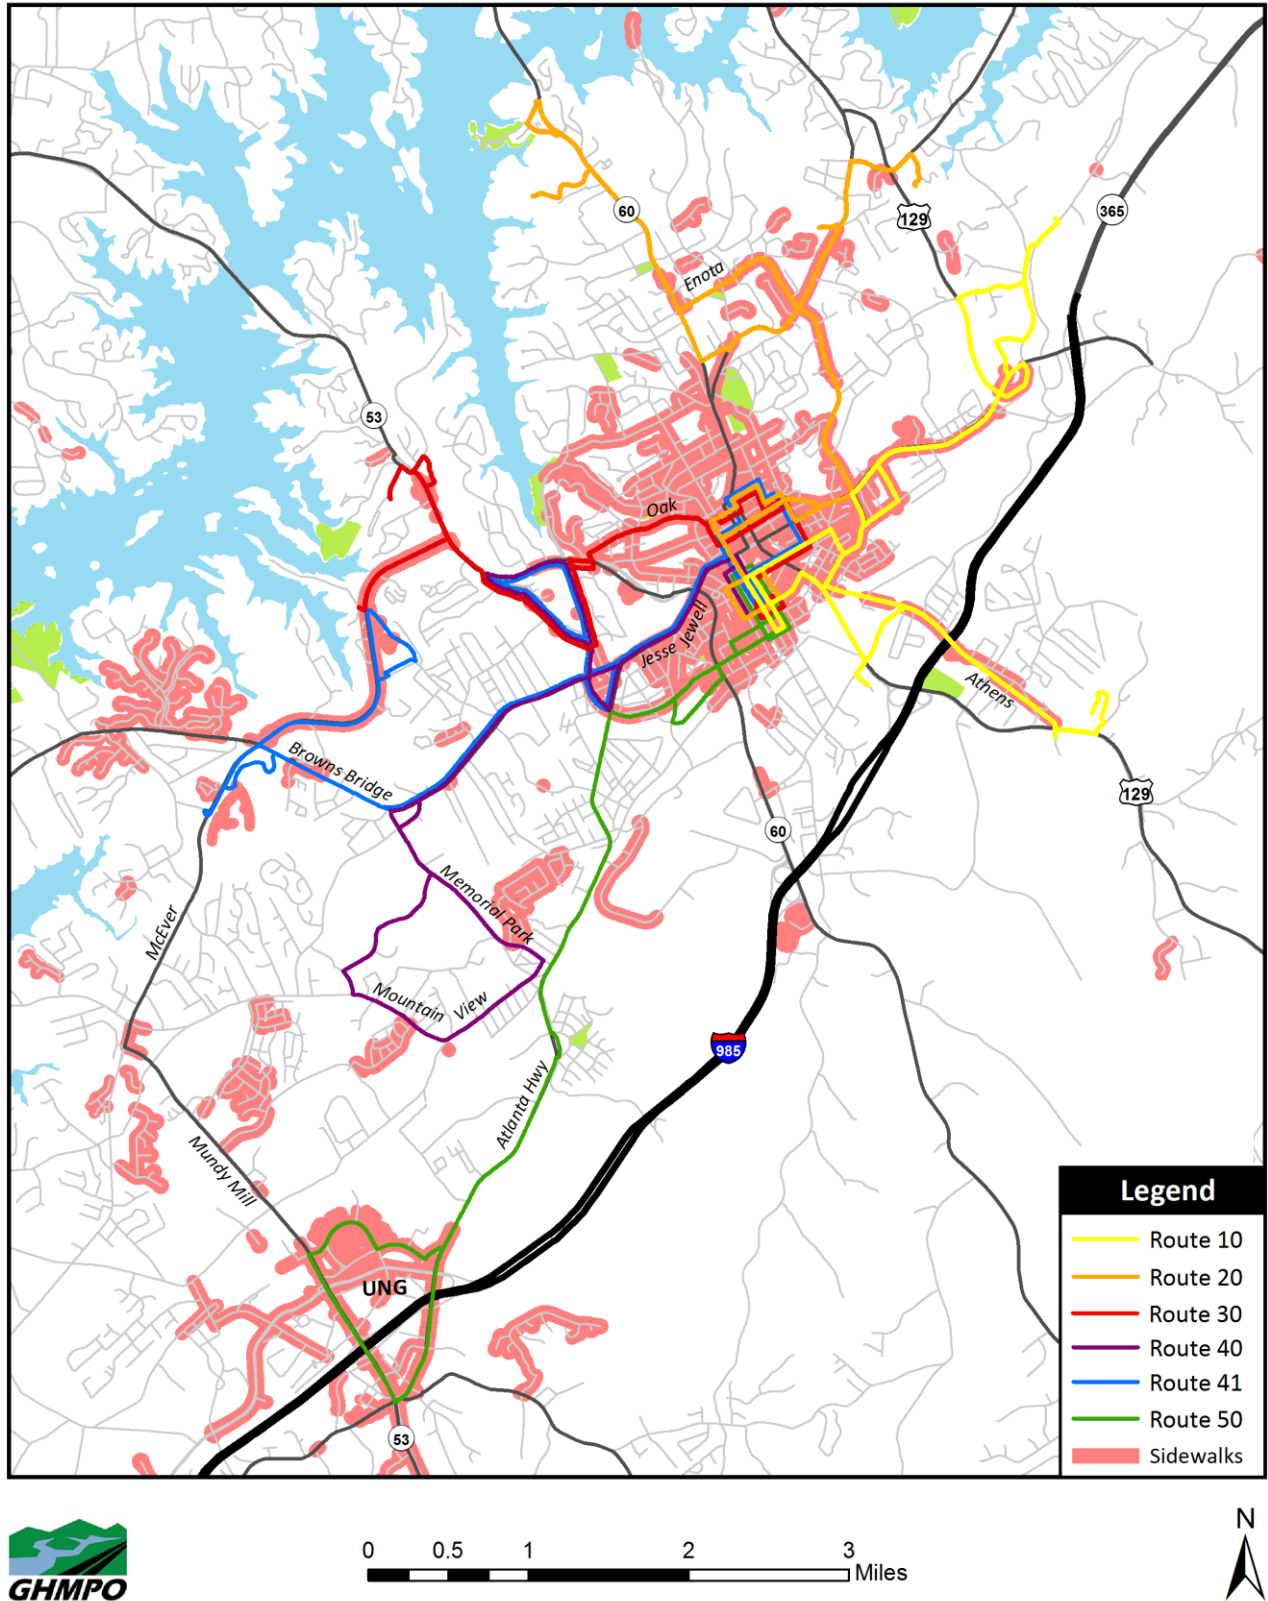 60
129
365
Enota
53
Oak
Jesse Jewell
Athens
Browns Bridge
129
60
Memorial Park
McEver
Mountain View
985
Atlanta Hwy
Mundy Mill
UNG
53
Legend
Route 10
Route 20
Route 30
Route 40
Route 41
Route 50
Sidewalks
GHMPO
0 0.5 1 2 3
Miles
N